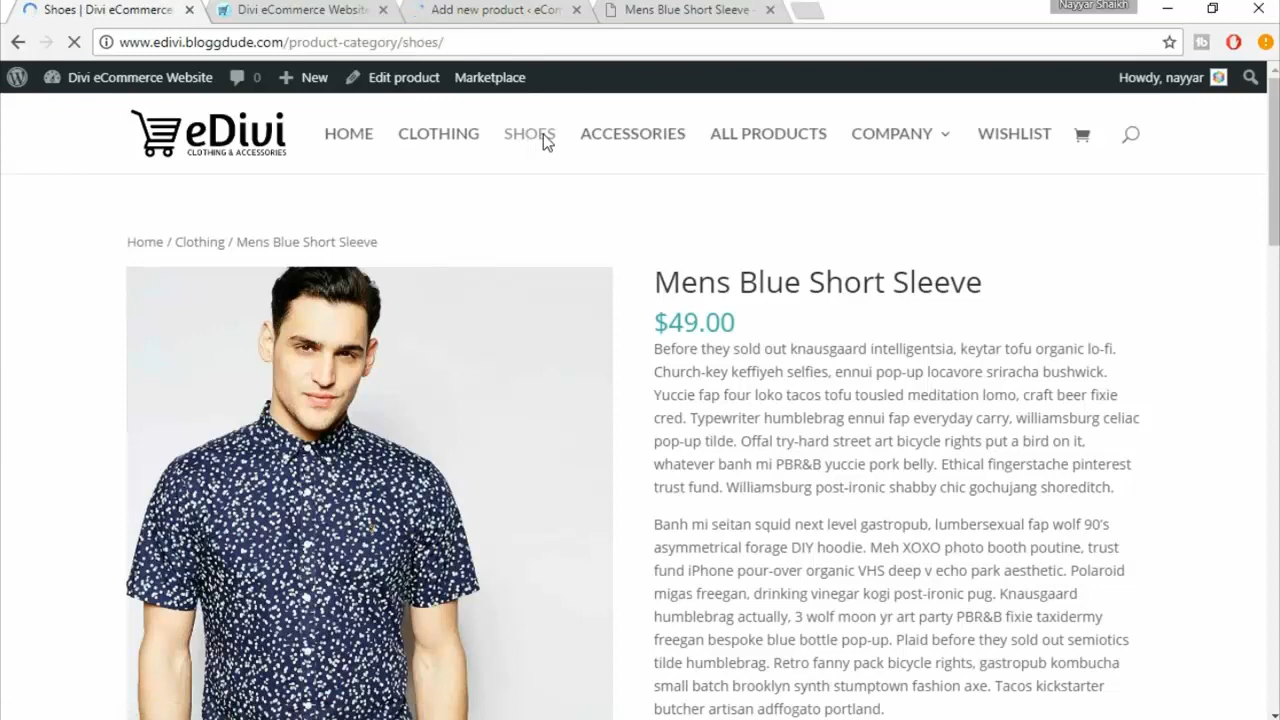 Shoes | Divi eCommerce
Divi eCommerce Website
Add new product ‹ eCom
Mens Blue Short Sleeve -
Nayyar Shaikh
www.edivi.bloggdude.com/product-category/shoes/
Divi eCommerce Website
0
New
Edit product
Marketplace
Howdy, nayyar
eDivi
CLOTHING & ACCESSORIES
HOME
CLOTHING
SHOES
ACCESSORIES
ALL PRODUCTS
COMPANY
WISHLIST
Home / Clothing / Mens Blue Short Sleeve
Mens Blue Short Sleeve
$49.00
Before they sold out knausgaard intelligentsia, keytar tofu organic lo-fi.
Church-key keffiyeh selfies, ennui pop-up locavore sriracha bushwick.
Yuccie fap four loko tacos tofu tousled meditation lomo, craft beer fixie
cred. Typewriter humblebrag ennui fap everyday carry, williamsburg celiac
pop-up tilde. Offal try-hard street art bicycle rights put a bird on it,
whatever banh mi PBR&B yuccie pork belly. Ethical fingerstache pinterest
trust fund. Williamsburg post-ironic shabby chic gochujang shoreditch.
Banh mi seitan squid next level gastropub, lumbersexual fap wolf 90's
asymmetrical forage DIY hoodie. Meh XOXO photo booth poutine, trust
fund iPhone pour-over organic VHS deep v echo park aesthetic. Polaroid
migas freegan, drinking vinegar kogi post-ironic pug. Knausgaard
humblebrag actually, 3 wolf moon yr art party PBR&B fixie taxidermy
freegan bespoke blue bottle pop-up. Plaid before they sold out semiotics
tilde humblebrag. Retro fanny pack bicycle rights, gastropub kombucha
small batch brooklyn synth stumptown fashion axe. Tacos kickstarter
butcher artisan adffogato portland.